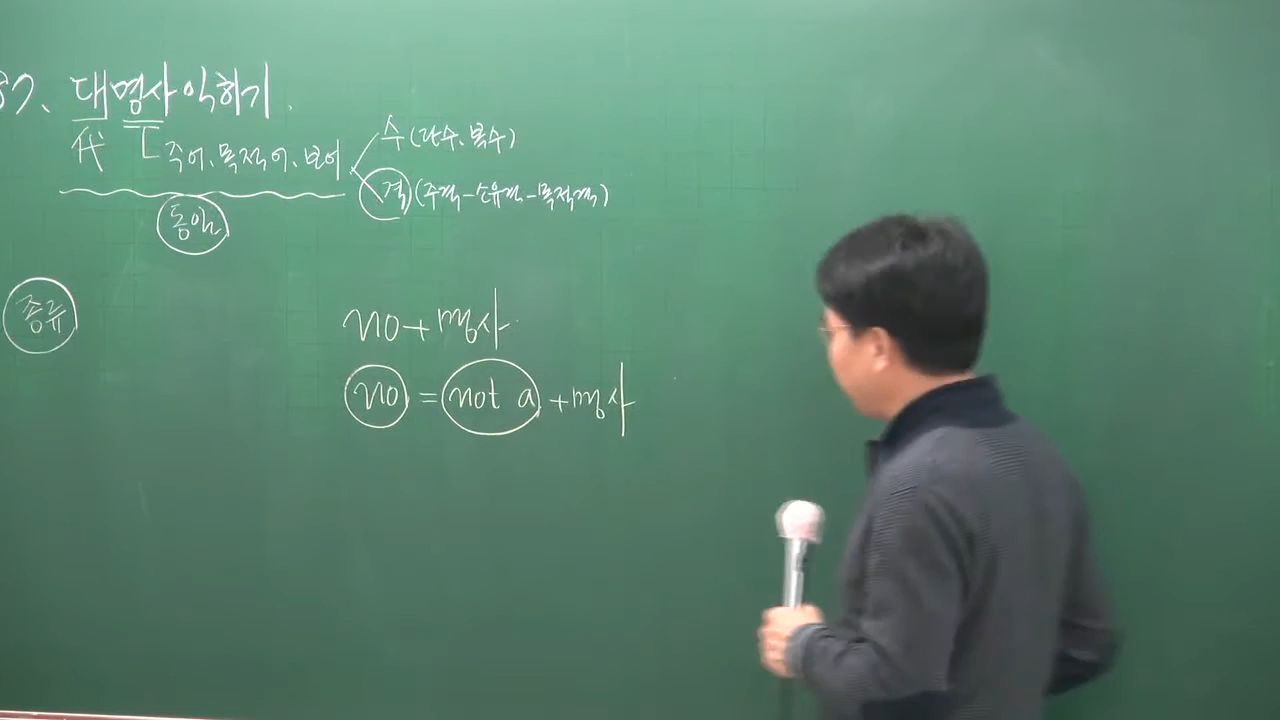 87. 대명사 익히기.
代 주어, 목적어, 보어 수 (단수, 복수)
격 (주격-소유격-목적격)
동일
종류
no + 명사
no = not a + 명사